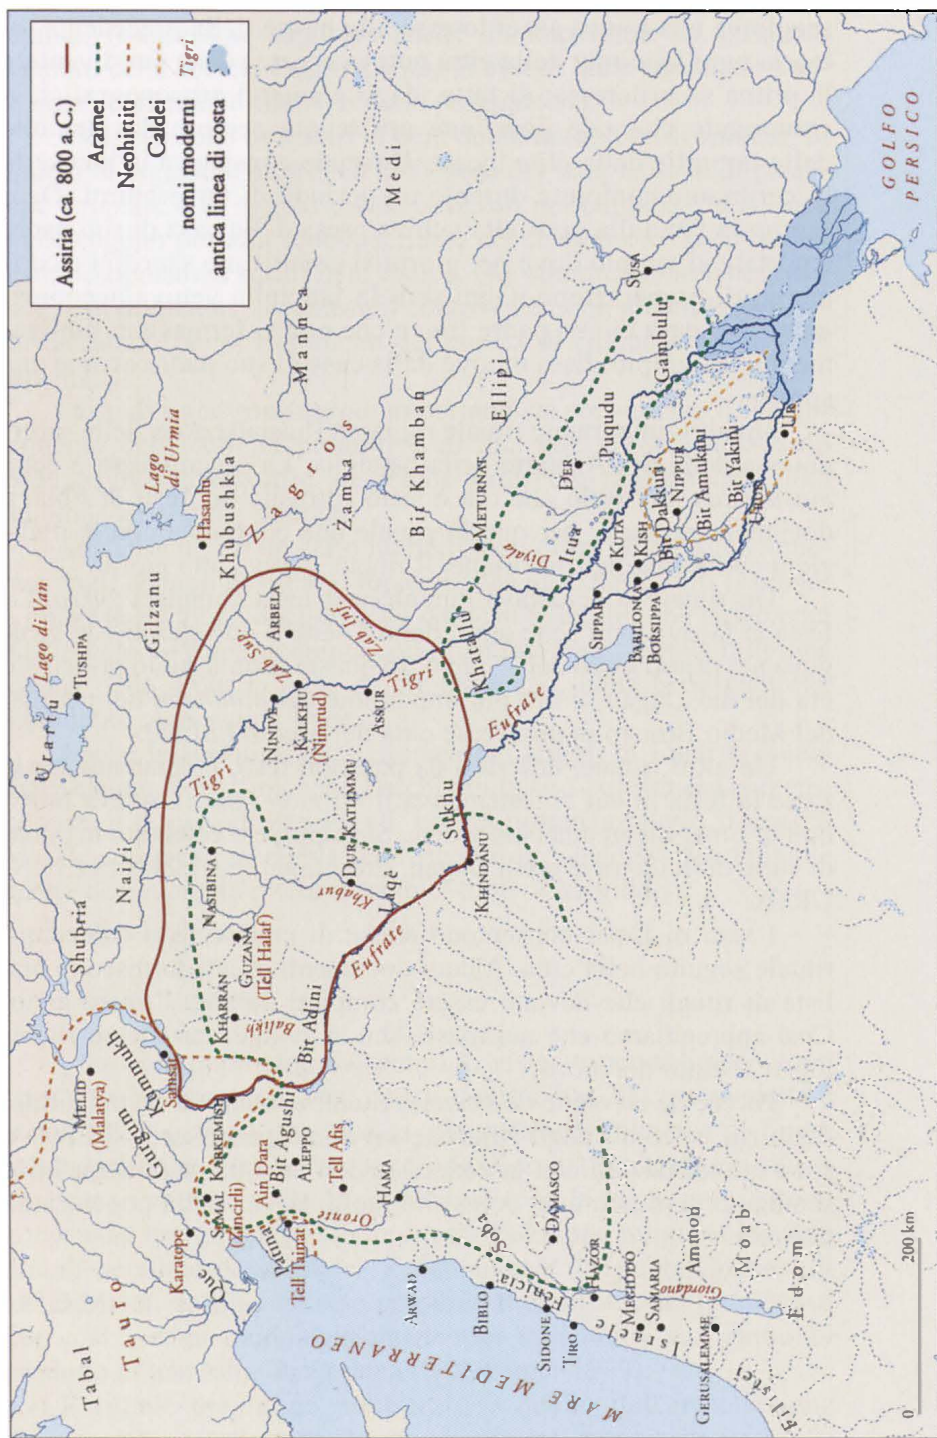 Assiria (ca. 800 a.C.)
Aramei
Neohittiti
Caldei
Tigri
nomi moderni
antica linea di costa
Tabal
Tauro
Que
Karatepe
MELID
(Malatya)
Gurgum
Kummukh
Samsat
SAMAL
(Zincirli)
KARKEMISH
Patina
Tell Tainat
Ain Dara
Bit Agushi
ALEPPO
Tell Afis
Oronte
HAMA
ARWAD
BIBLO
Soba
DAMASCO
SIDONE
TIRO
Fenicia
HAZOR
MEGIDDO
SAMARIA
Israele
Giordano
Ammon
GERUSALEMME
Moab
Edom
Filistei
MARE MEDITERRANEO
Shubria
Nairi
Urartu
Lago di Van
TUSHPA
Gilzanu
Lago
di Urmia
Hasanlu
Khubushkia
Zagros
Mannea
Medi
Zamua
Bit Khamban
Ellipi
KHARRAN
Balikh
Bit Adini
GUZANA
(Tell Halaf)
NASIBINA
Tigri
Khabur
DUR-KATLIMMU
Laqê
Eufrate
KHINDANU
Sukhu
NINIVE
Zab Sup.
ARBELA
KALKHU
(Nimrud)
Zab Inf.
ASSUR
Tigri
Khatallu
Eufrate
METURNAT
Diyala
Itua
DER
Puqudu
Gambulu
SUSA
SIPPAR
KUTA
BABILONIA
KISH
BORSIPPA
Bit Dakkuri
NIPPUR
Bit Amukani
Bit Yakini
URUK
UR
GOLFO
PERSICO
0
200 km